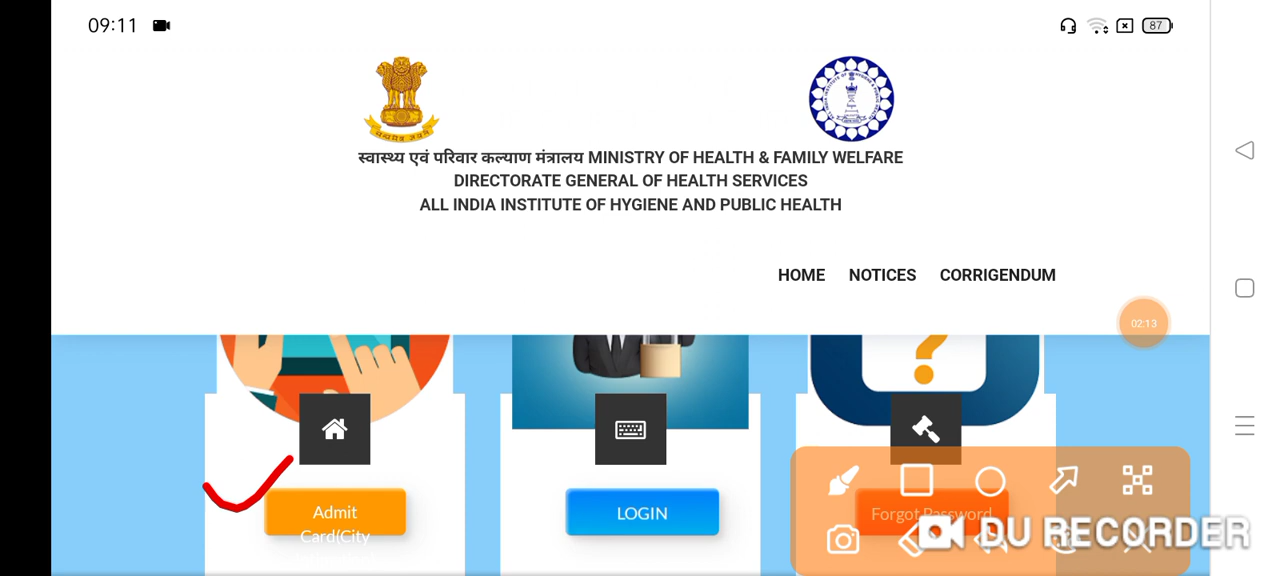 09:11
87
स्वास्थ्य एवं परिवार कल्याण मंत्रालय MINISTRY OF HEALTH & FAMILY WELFARE
DIRECTORATE GENERAL OF HEALTH SERVICES
ALL INDIA INSTITUTE OF HYGIENE AND PUBLIC HEALTH
HOME NOTICES CORRIGENDUM
02:13
Admit
Card(City
LOGIN
Forgot Password
DU RECORDER